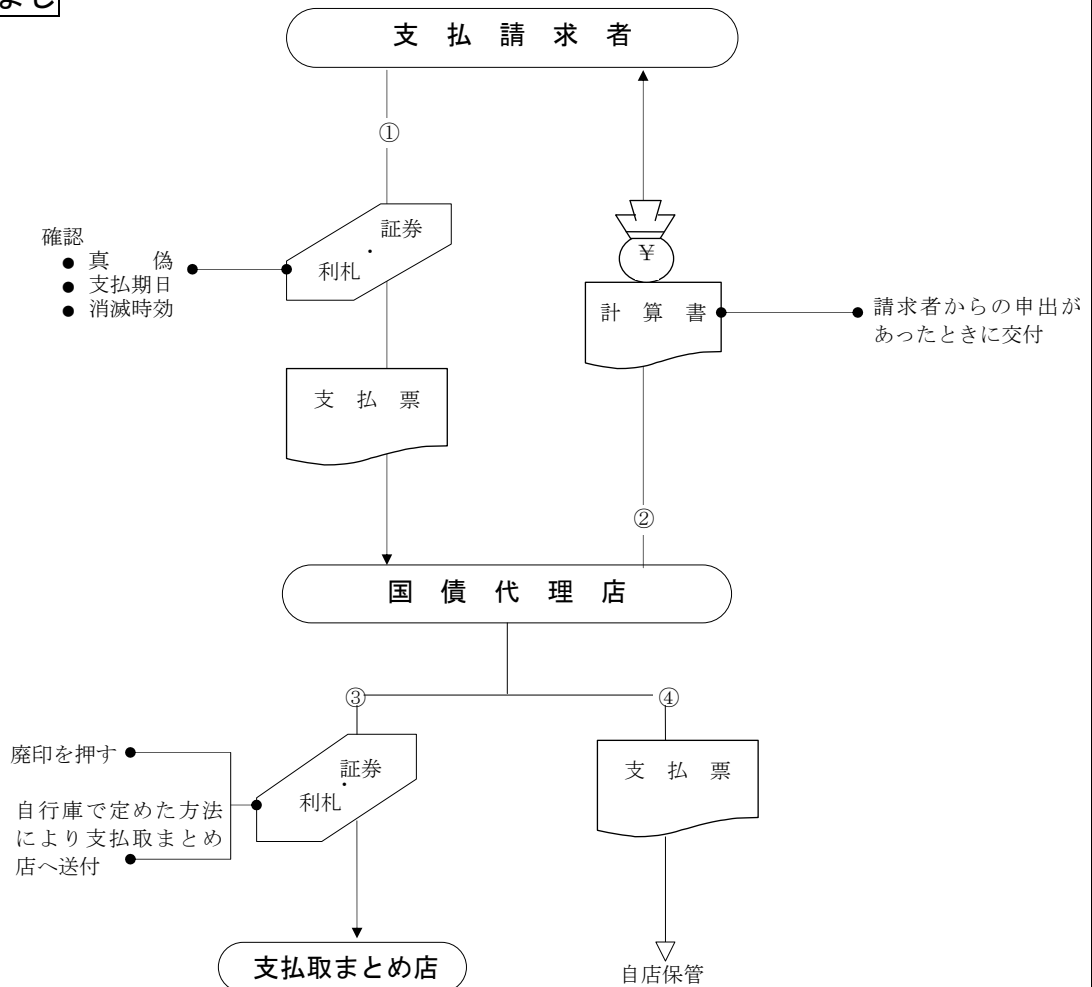 まし
支払請求者
①
証券
・
利札
確認
● 真　　偽
● 支払期日
● 消滅時効
¥
計算書
請求者からの申出が
あったときに交付
支払票
②
国債代理店
③
④
廃印を押す
自行庫で定めた方法
により支払取まとめ
店へ送付
証券
・
利札
支払票
支払取まとめ店
自店保管